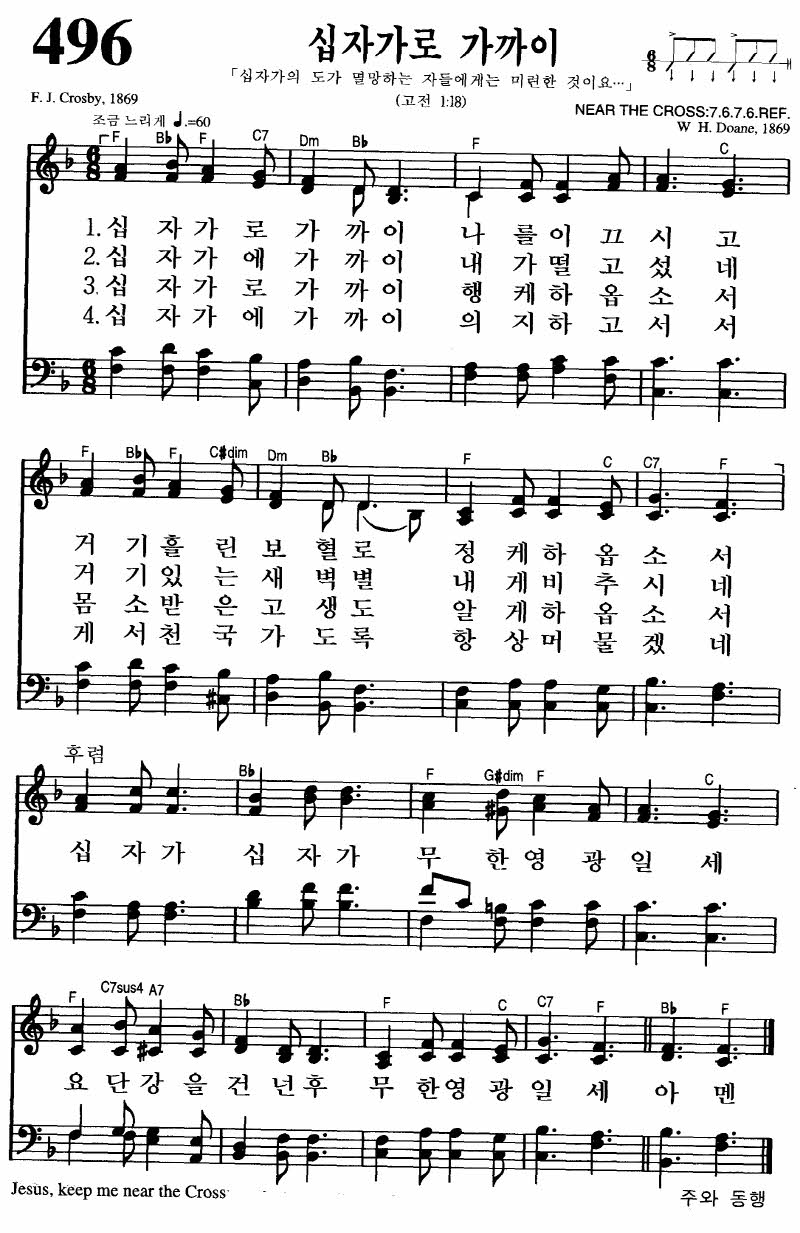 496
십자가로 가까이
「십자가의 도가 멸망하는 자들에게는 미련한 것이요…」
(고전 1:18)
6 8
F. J. Crosby, 1869
NEAR THE CROSS:7.6.7.6.REF.
W. H. Doane, 1869
조금 느리게 ♩.=60
F B♭ F C7 Dm B♭ F C
6 8
1. 십 자 가 로 가 까 이 나 를 이 끄 시 고
2. 십 자 가 에 가 까 이 내 가 떨 고 섰 네
3. 십 자 가 로 가 까 이 행 케 하 옵 소 서
4. 십 자 가 에 가 까 이 의 지 하 고 서 서
6 8
F B♭ F C#dim Dm B♭ F C C7 F
거 기 흘 린 보 혈 로 정 케 하 옵 소 서
거 기 있 는 새 벽 별 내 게 비 추 시 네
몸 소 받 은 고 생 도 알 게 하 옵 소 서
게 서 천 국 가 도 록 항 상 머 물 겠 네
후렴
F B♭ F G#dim F C
십 자 가 십 자 가 무 한 영 광 일 세
F C7sus4 A7 B♭ F C C7 F B♭ F
요 단 강 을 건 넌 후 무 한 영 광 일 세 아 멘
Jesus, keep me near the Cross
주와 동행